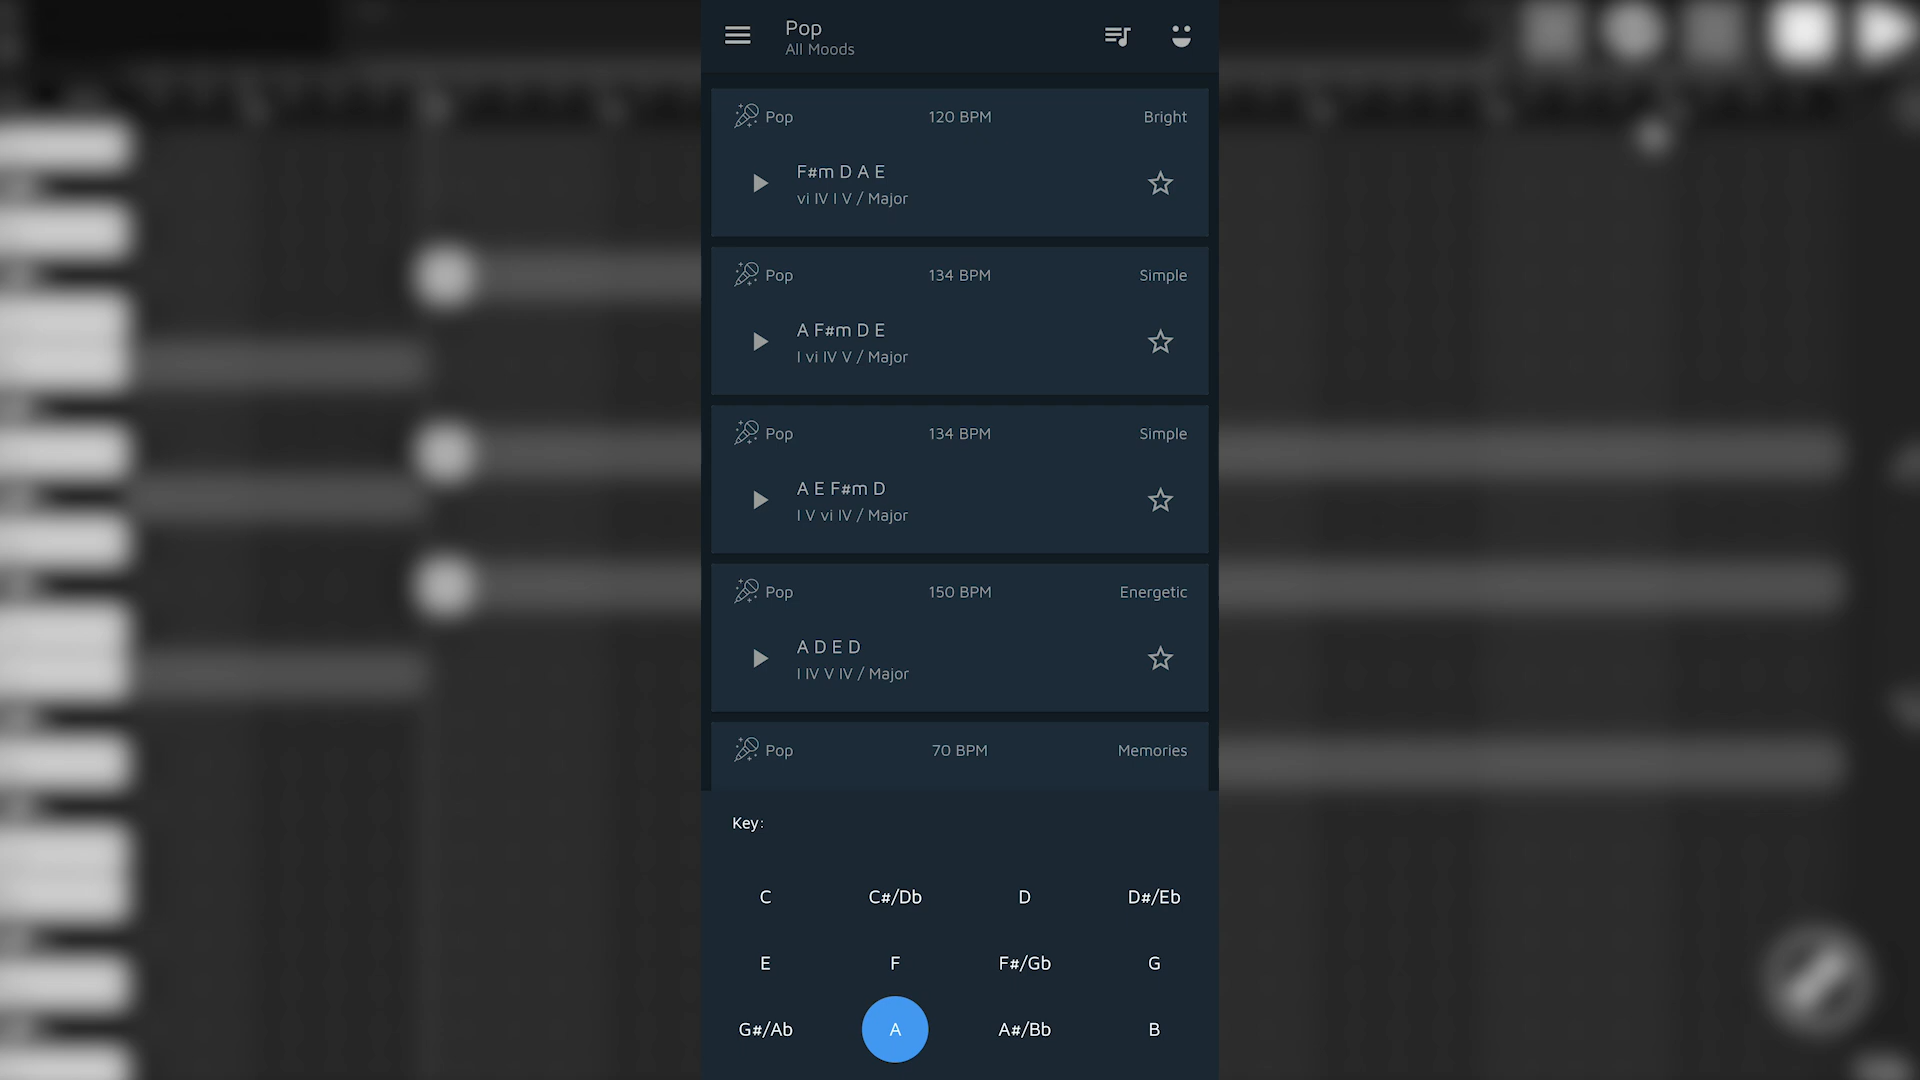 Pop
All Moods
Pop 120 BPM Bright
F#m D A E
vi IV I V / Major
Pop 134 BPM Simple
A F#m D E
I vi IV V / Major
Pop 134 BPM Simple
A E F#m D
I V vi IV / Major
Pop 150 BPM Energetic
A D E D
I IV V IV / Major
Pop 70 BPM Memories
Key:
C C#/Db D D#/Eb
E F F#/Gb G
G#/Ab A A#/Bb B